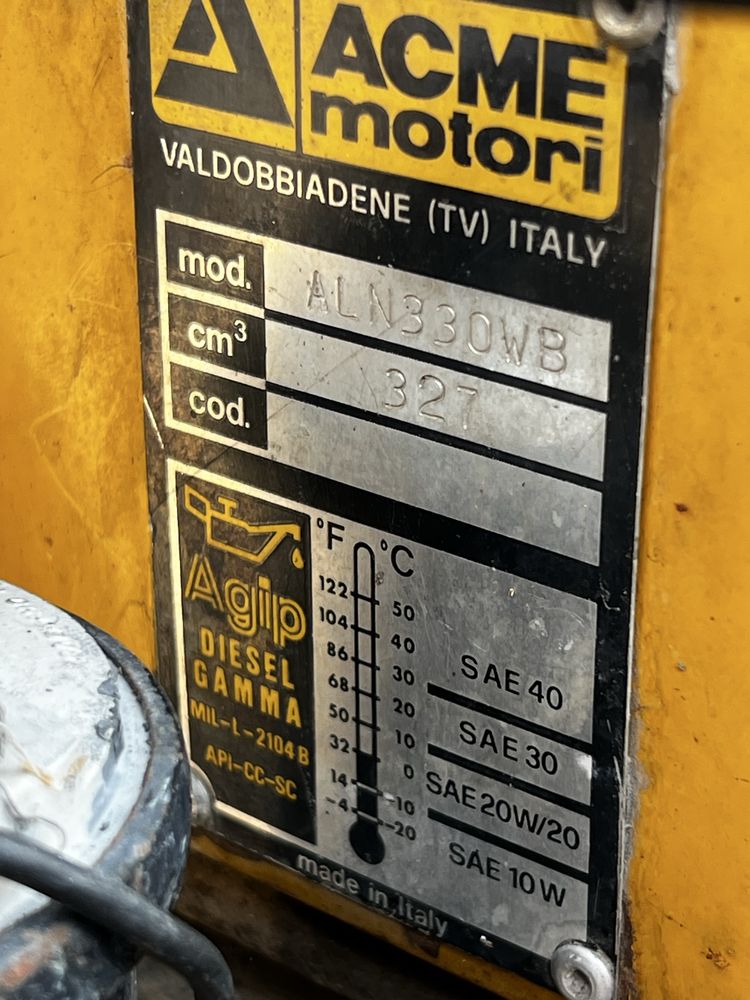 ACME
motori
VALDOBBIADENE (TV) ITALY
mod. ALN330WB
cm³ 327
cod.
Agip
DIESEL
GAMMA
MIL-L-2104B
API-CC-SC
°F °C
122 50
104 40
86 30
68 20
50 10
32 0
14 -10
-4 -20
SAE 40
SAE 30
SAE 20W/20
SAE 10W
made in Italy